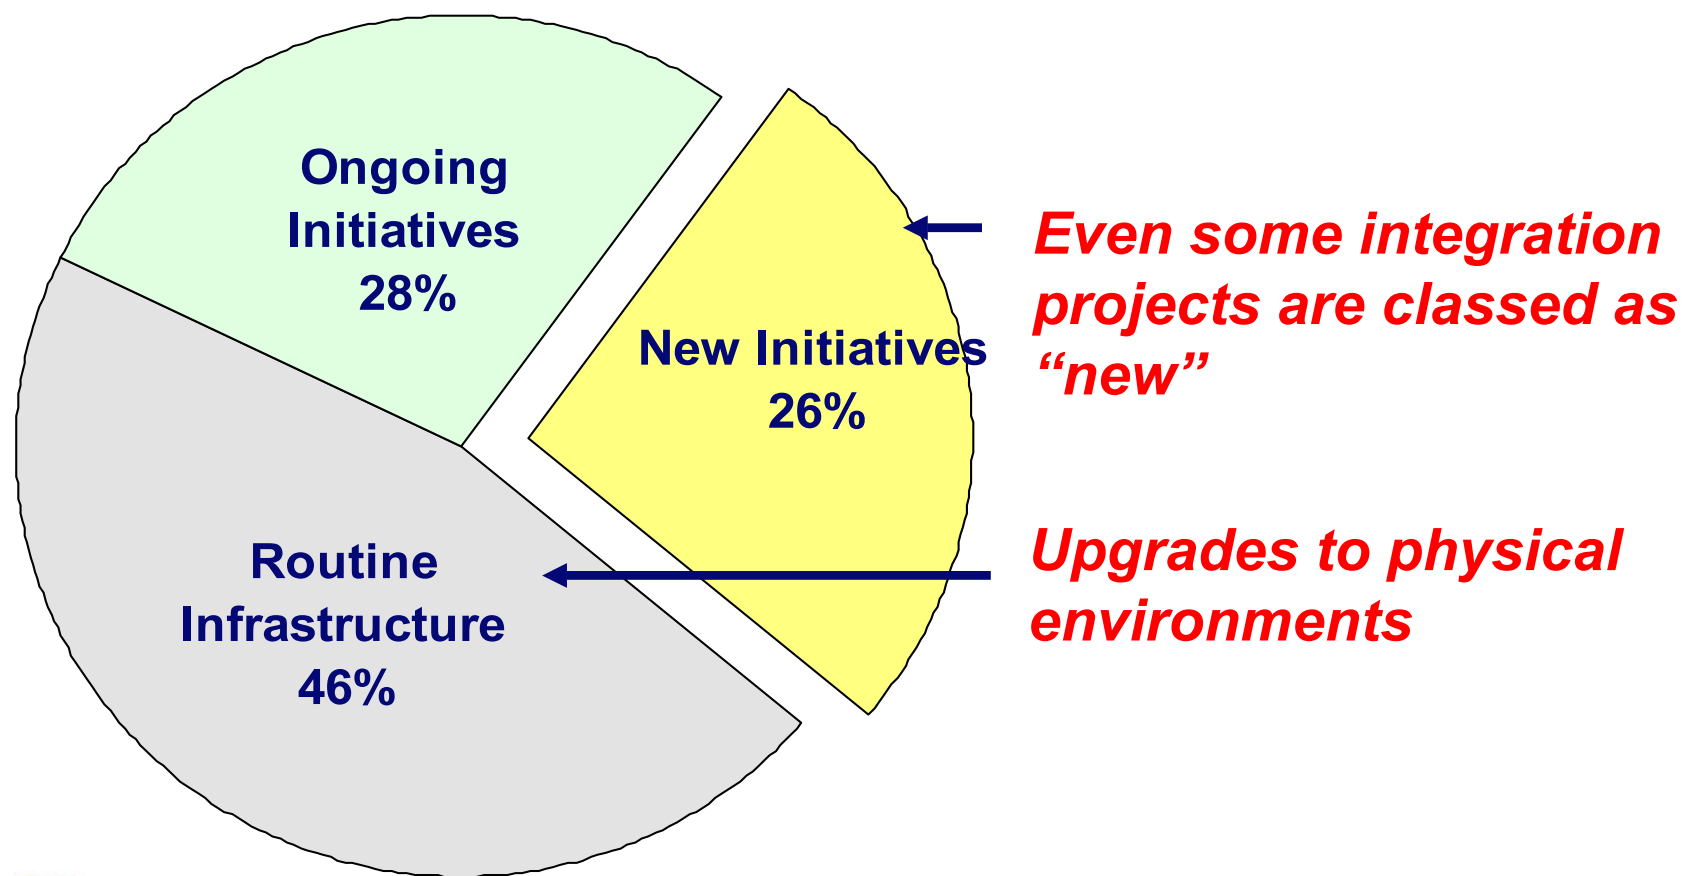 Ongoing
Initiatives
28%
New Initiatives
26%
Routine
Infrastructure
46%
Even some integration
projects are classed as
“new”
Upgrades to physical
environments